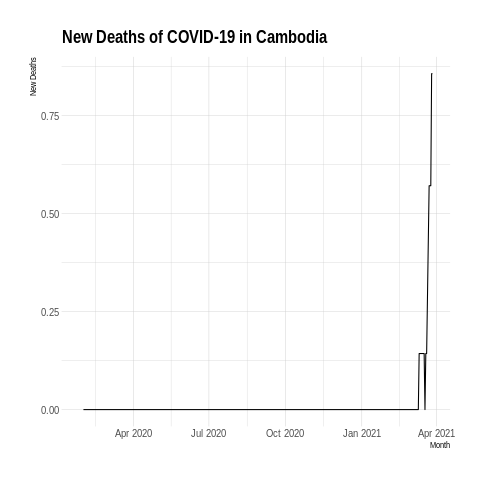 New Deaths of COVID-19 in Cambodia
New Deaths
0.75
0.50
0.25
0.00
Apr 2020 Jul 2020 Oct 2020 Jan 2021 Apr 2021
Month